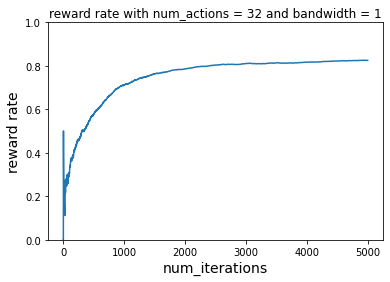 reward rate with num_actions = 32 and bandwidth = 1
1.0
0.8
0.6
0.4
0.2
0.0
reward rate
0 1000 2000 3000 4000 5000
num_iterations